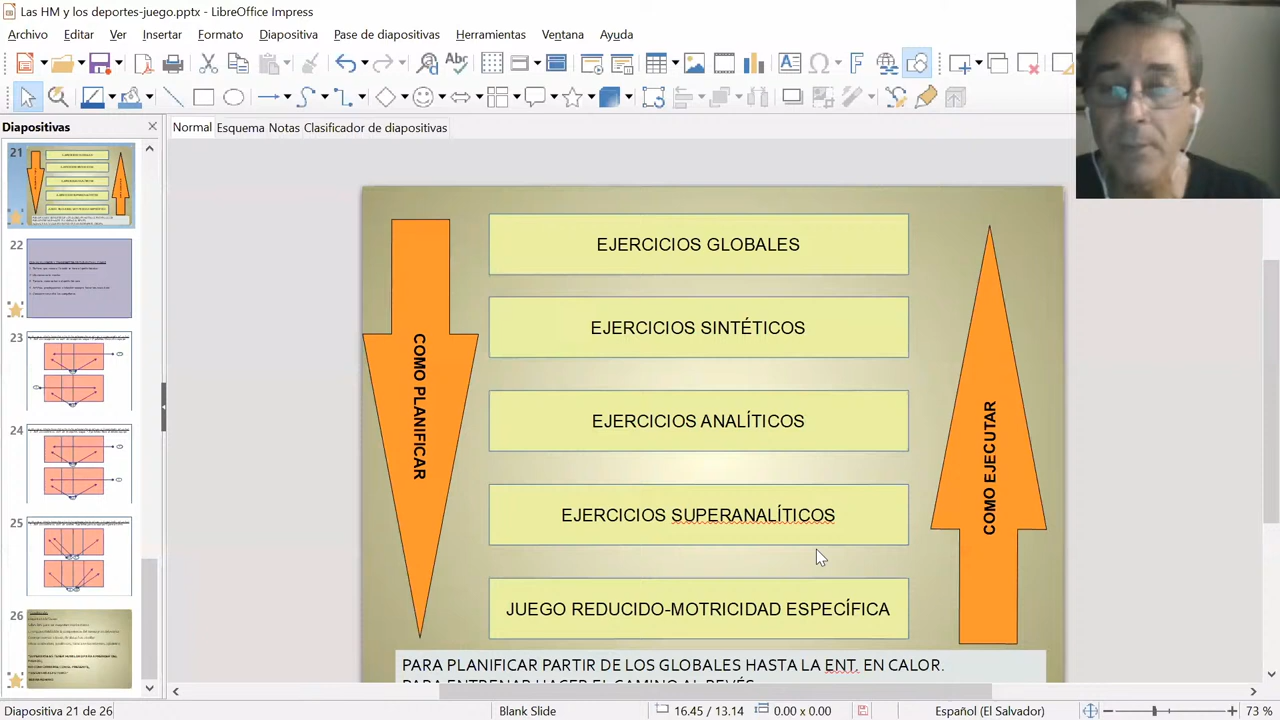 Las HM y los deportes-juego.pptx - LibreOffice Impress
Archivo Editar Ver Insertar Formato Diapositiva Pase de diapositivas Herramientas Ventana Ayuda
Diapositivas
Normal Esquema Notas Clasificador de diapositivas
21
22
23
24
25
26
COMO PLANIFICAR
EJERCICIOS GLOBALES
EJERCICIOS SINTÉTICOS
EJERCICIOS ANALÍTICOS
EJERCICIOS SUPERANALÍTICOS
JUEGO REDUCIDO-MOTRICIDAD ESPECÍFICA
COMO EJECUTAR
PARA PLANIFICAR PARTIR DE LOS GLOBALES HASTA LA ENT. EN CALOR.
Diapositiva 21 de 26 Blank Slide 16.45 / 13.14 0.00 x 0.00 Español (El Salvador) 73 %